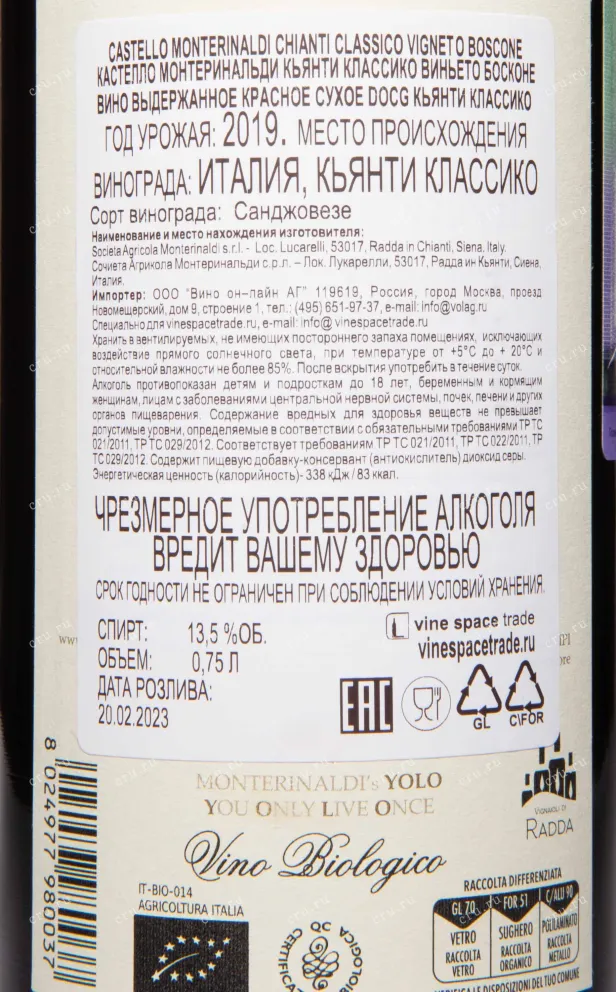 CASTELLO MONTERINALDI CHIANTI CLASSICO VIGNETO BOSCONE
КАСТЕЛЛО МОНТЕРИНАЛЬДИ КЬЯНТИ КЛАССИКО ВИНЬЕТО БОСКОНЕ
ВИНО ВЫДЕРЖАННОЕ КРАСНОЕ СУХОЕ DOCG КЬЯНТИ КЛАССИКО
ГОД УРОЖАЯ: 2019. МЕСТО ПРОИСХОЖДЕНИЯ
ВИНОГРАДА: ИТАЛИЯ, КЬЯНТИ КЛАССИКО
Сорт винограда: Санджовезе
Наименование и место нахождения изготовителя:
Societa Agricola Monterinaldi s.r.l. - Loc. Lucarelli, 53017, Radda in Chianti, Siena, Italy.
Сочиета Агрикола Монтеринальди с.р.л. – Лок. Лукарелли, 53017, Радда ин Кьянти, Сиена,
Италия.
Импортер: ООО "Вино он-лайн АГ" 119619, Россия, город Москва, проезд
Новомещерский, дом 9, строение 1, тел.: (495) 651-97-37, e-mail: info@volag.ru
Специально для vinespacetrade.ru, e-mail: info@ vinespacetrade.ru
Хранить в вентилируемых, не имеющих постороннего запаха помещениях, исключающих
воздействие прямого солнечного света, при температуре от +5°С до + 20°С и
относительной влажности не более 85%. После вскрытия употребить в течение суток.
Алкоголь противопоказан детям и подросткам до 18 лет, беременным и кормящим
женщинам, лицам с заболеваниями центральной нервной системы, почек, печени и других
органов пищеварения. Содержание вредных для здоровья веществ не превышает
допустимые уровни, определяемые в соответствии с обязательными требованиями ТР ТС
021/2011, ТР ТС 029/2012. Соответствует требованиям ТР ТС 021/2011, ТР ТС 022/2011, ТР
ТС 029/2012. Содержит пищевую добавку-консервант (антиокислитель) диоксид серы.
Энергетическая ценность (калорийность)- 338 кДж / 83 ккал.
ЧРЕЗМЕРНОЕ УПОТРЕБЛЕНИЕ АЛКОГОЛЯ
ВРЕДИТ ВАШЕМУ ЗДОРОВЬЮ
СРОК ГОДНОСТИ НЕ ОГРАНИЧЕН ПРИ СОБЛЮДЕНИИ УСЛОВИЙ ХРАНЕНИЯ.
СПИРТ: 13,5 %ОБ.
ОБЪЕМ: 0,75 Л
ДАТА РОЗЛИВА:
20.02.2023
vine space trade
vinespacetrade.ru
EAC
GL C\FOR
MONTERINALDI's YOLO
YOU ONLY LIVE ONCE
Vino Biologico
VIGNAIOLI DI
RADDA
8 024977 980037
IT-BIO-014
AGRICOLTURA ITALIA
RACCOLTA DIFFERENZIATA
GL 70 FOR 51 C/ALU 90
VETRO SUGHERO POLILAMINATO
RACCOLTA VETRO RACCOLTA ORGANICO RACCOLTA METALLO
VERIFICA LE DISPOSIZIONI DEL TUO COMUNE
cru.ru